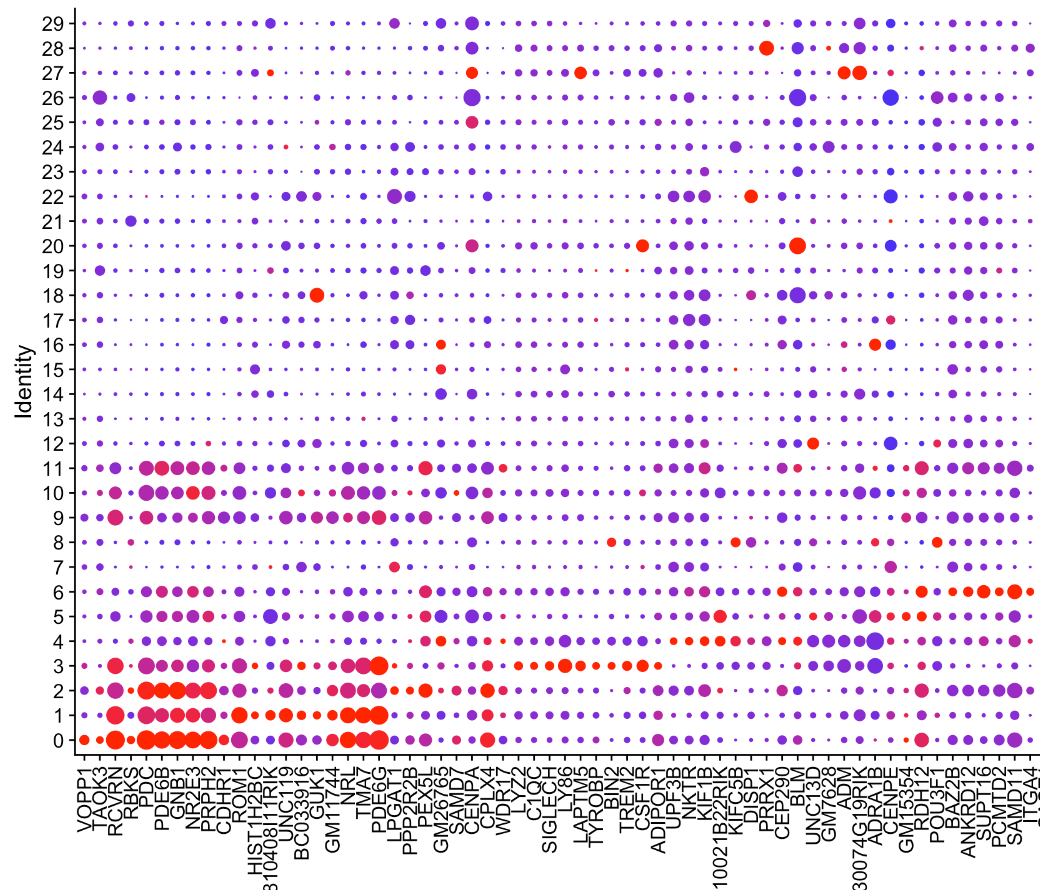 29
28
27
26
25
24
23
22
21
20
19
18
17
16
15
14
13
12
11
10
9
8
7
6
5
4
3
2
1
0
Identity
VOPP1
TAOK3
RCVRN
RBKS
PDC
PDE6B
GNB1
NR2E3
PRPH2
CDHR1
ROM1
HIST1H2BC
310408I11RIK
UNC119
BC033916
GUK1
GM11744
NRL
TMA7
PDE6G
LPGAT1
PPP2R2B
PEX5L
GM26765
SAMD7
CENPA
CPLX4
WDR17
LYZ2
C1QC
SIGLECH
LY86
LAPTM5
TYROBP
BIN2
TREM2
CSF1R
ADIPOR1
UPF3B
NKTR
KIF1B
10021B22RIK
KIFC5B
DISP1
PRRX1
CEP290
BLM
UNC13D
GM7628
ADM
30074G19RIK
ADRA1B
CENPE
GM15354
RDH12
POU3F1
BAZ2B
ANKRD12
SUPT16
PCMTD2
SAMD11
ITGA4